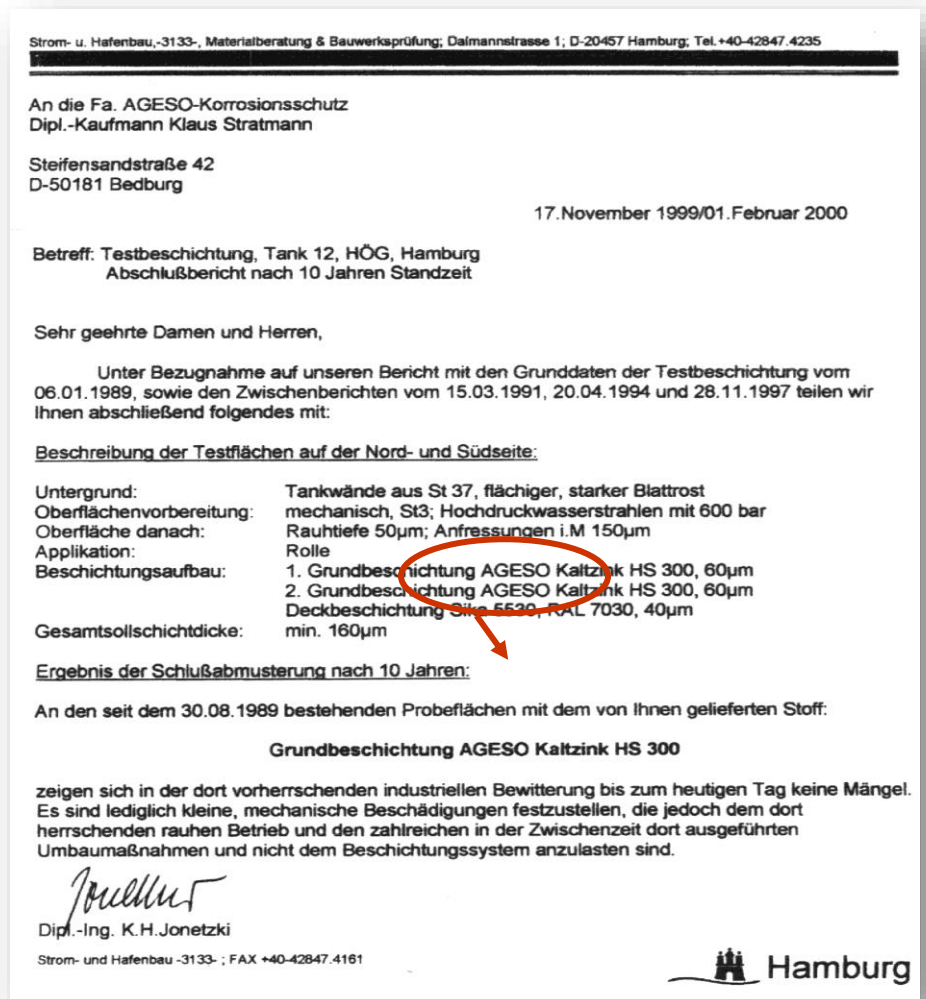 Strom- u. Hafenbau,-3133-, Materialberatung & Bauwerksprüfung; Dalmannstrasse 1; D-20457 Hamburg; Tel.+40-42847.4235
An die Fa. AGESO-Korrosionsschutz
Dipl.-Kaufmann Klaus Stratmann
Steifensandstraße 42
D-50181 Bedburg
17.November 1999/01.Februar 2000
Betreff: Testbeschichtung, Tank 12, HÖG, Hamburg
Abschlußbericht nach 10 Jahren Standzeit
Sehr geehrte Damen und Herren,
Unter Bezugnahme auf unseren Bericht mit den Grunddaten der Testbeschichtung vom
06.01.1989, sowie den Zwischenberichten vom 15.03.1991, 20.04.1994 und 28.11.1997 teilen wir
Ihnen abschließend folgendes mit:
Beschreibung der Testflächen auf der Nord- und Südseite:
Untergrund: Tankwände aus St 37, flächiger, starker Blattrost
Oberflächenvorbereitung: mechanisch, St3; Hochdruckwasserstrahlen mit 600 bar
Oberfläche danach: Rauhtiefe 50µm; Anfressungen i.M 150µm
Applikation: Rolle
Beschichtungsaufbau: 1. Grundbeschichtung AGESO Kaltzink HS 300, 60µm
2. Grundbeschichtung AGESO Kaltzink HS 300, 60µm
Deckbeschichtung Sika 5530, RAL 7030, 40µm
Gesamtsollschichtdicke: min. 160µm
Ergebnis der Schlußabmusterung nach 10 Jahren:
An den seit dem 30.08.1989 bestehenden Probeflächen mit dem von Ihnen gelieferten Stoff:
Grundbeschichtung AGESO Kaltzink HS 300
zeigen sich in der dort vorherrschenden industriellen Bewitterung bis zum heutigen Tag keine Mängel.
Es sind lediglich kleine, mechanische Beschädigungen festzustellen, die jedoch dem dort
herrschenden rauhen Betrieb und den zahlreichen in der Zwischenzeit dort ausgeführten
Umbaumaßnahmen und nicht dem Beschichtungssystem anzulasten sind.
Dipl.-Ing. K.H.Jonetzki
Strom- und Hafenbau -3133- ; FAX +40-42847.4161
Hamburg